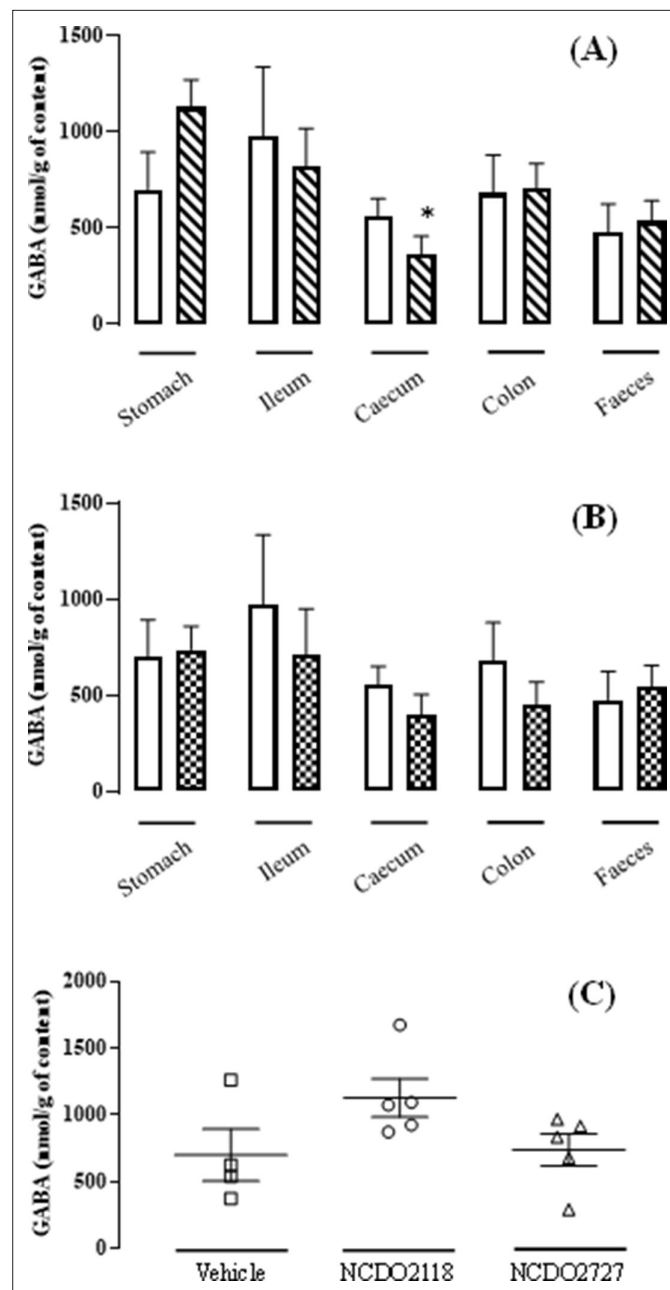 (A)
GABA (nmol/g of content)
1500
1000
500
0
*
Stomach Ileum Caecum Colon Faeces
(B)
GABA (nmol/g of content)
1500
1000
500
0
Stomach Ileum Caecum Colon Faeces
(C)
GABA (nmol/g of content)
2000
1500
1000
500
0
Vehicle NCDO2118 NCDO2727